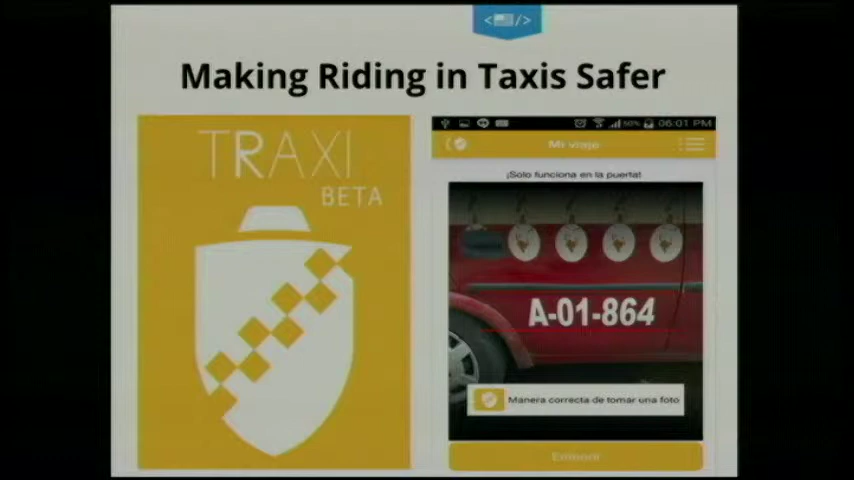 Making Riding in Taxis Safer
TRAXI
BETA
50% 06:01 PM
Mi viaje
¡Solo funciona en la puerta!
A-01-864
Manera correcta de tomar una foto